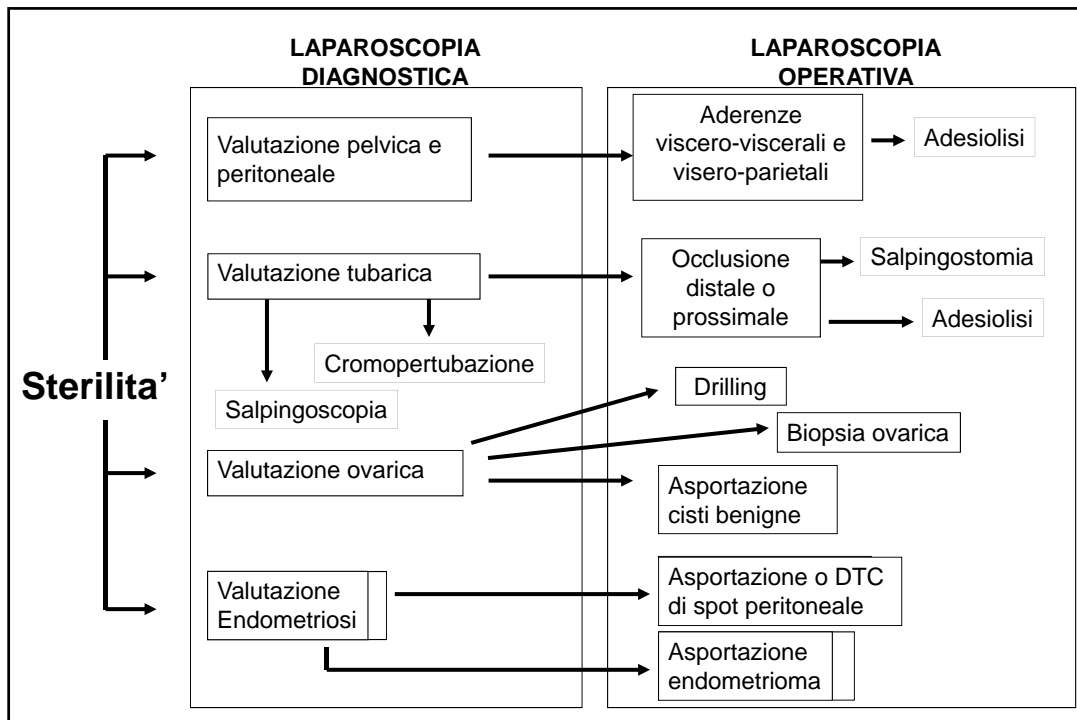 LAPAROSCOPIA
DIAGNOSTICA
LAPAROSCOPIA
OPERATIVA
Sterilita’
Valutazione pelvica e
peritoneale
Aderenze
viscero-viscerali e
visero-parietali
Adesiolisi
Valutazione tubarica
Occlusione
distale o
prossimale
Salpingostomia
Adesiolisi
Cromopertubazione
Salpingoscopia
Valutazione ovarica
Drilling
Biopsia ovarica
Asportazione
cisti benigne
Valutazione
Endometriosi
Asportazione o DTC
di spot peritoneale
Asportazione
endometrioma